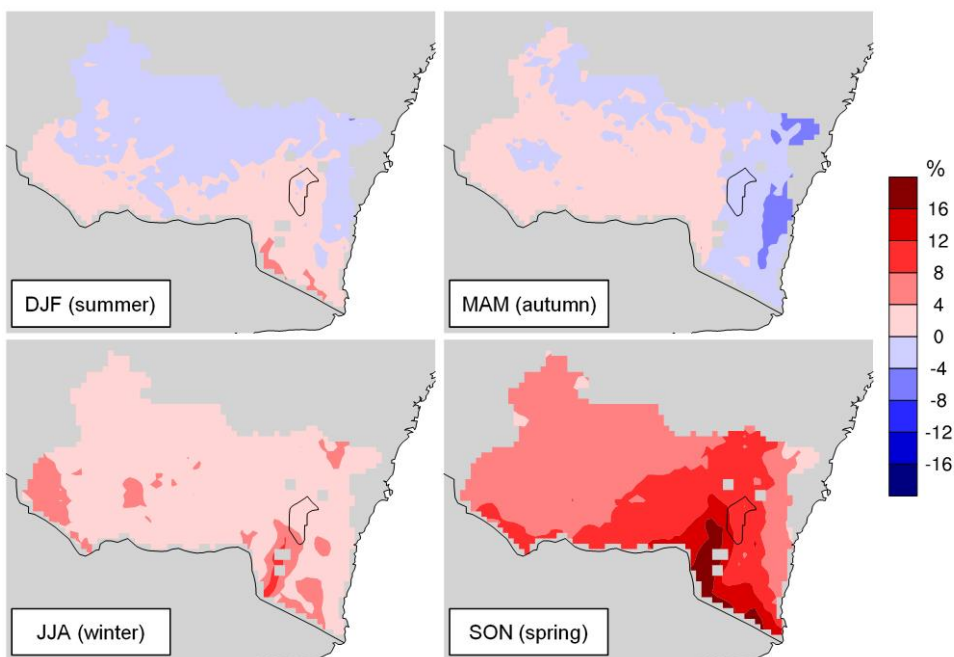 DJF (summer)
MAM (autumn)
JJA (winter)
SON (spring)
%
16
12
8
4
0
-4
-8
-12
-16